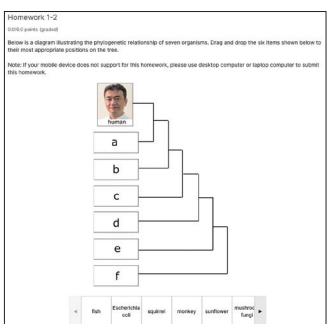 Homework 1-2
0.0/6.0 points (graded)
Below is a diagram illustrating the phylogenetic relationship of seven organisms. Drag and drop the six items shown below to
their most appropriate positions on the tree.
Note: If your mobile device does not support for this homework, please use desktop computer or laptop computer to submit
this homework.
human
a
b
c
d
e
f
fish
Escherichia
coli
squirrel
monkey
sunflower
mushroo
fungi